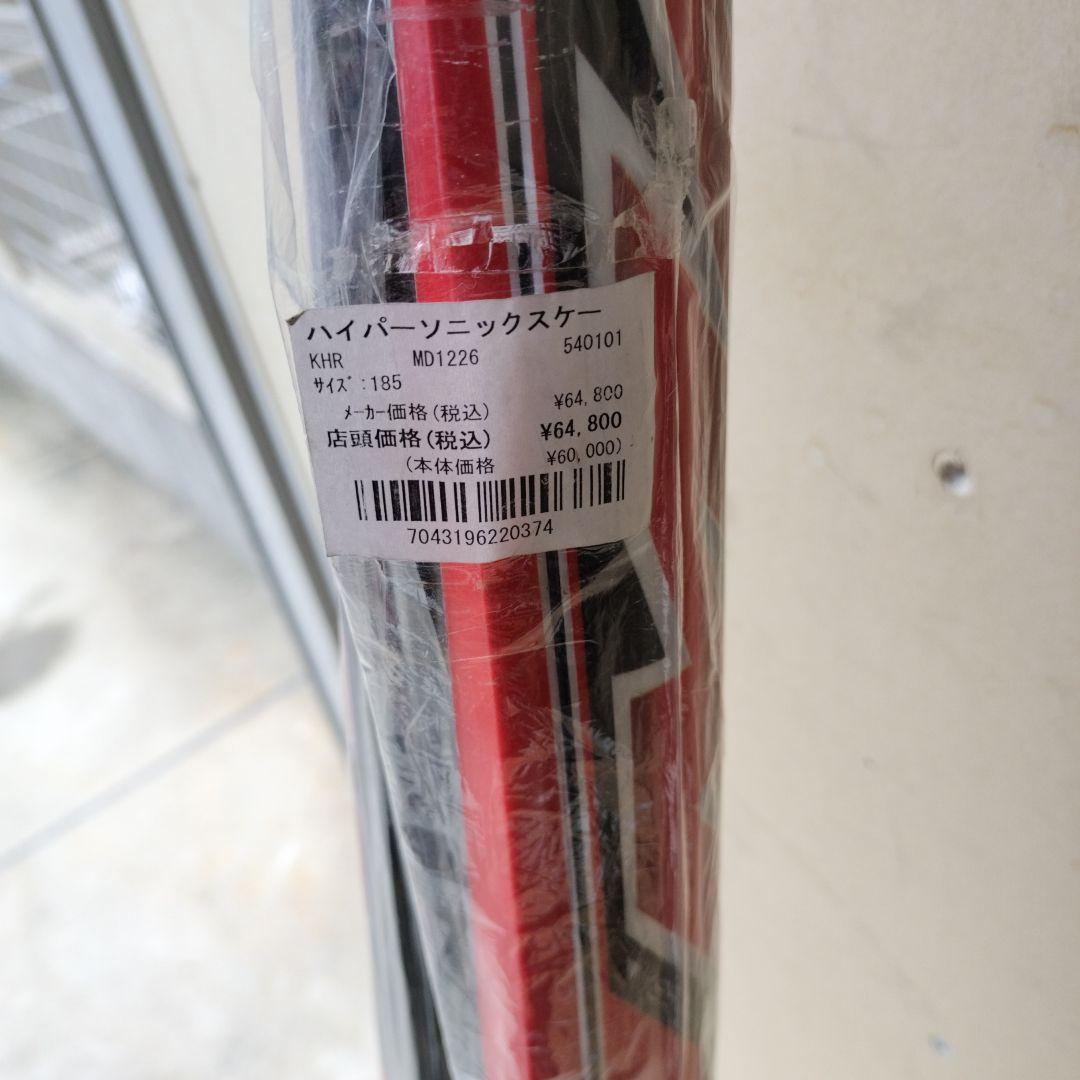 ハイパーソニックスケー
KHR MD1226 540101
サイズ:185
メーカー価格(税込) ¥64,800
店頭価格(税込) ¥64,800
(本体価格 ¥60,000)
7043196220374